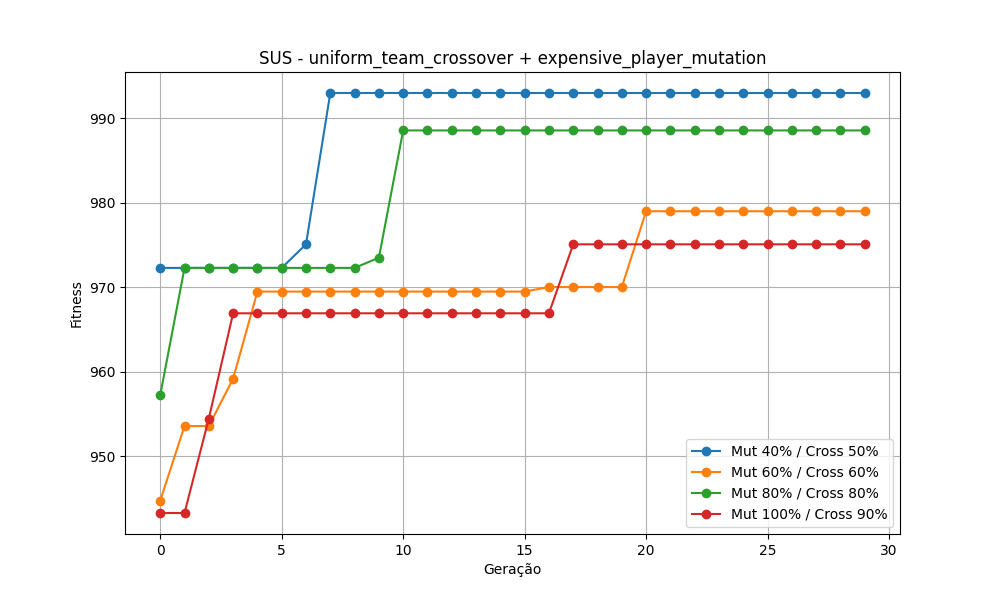 SUS - uniform_team_crossover + expensive_player_mutation
Fitness
990
980
970
960
950
0 5 10 15 20 25 30
Geração
Mut 40% / Cross 50%
Mut 60% / Cross 60%
Mut 80% / Cross 80%
Mut 100% / Cross 90%